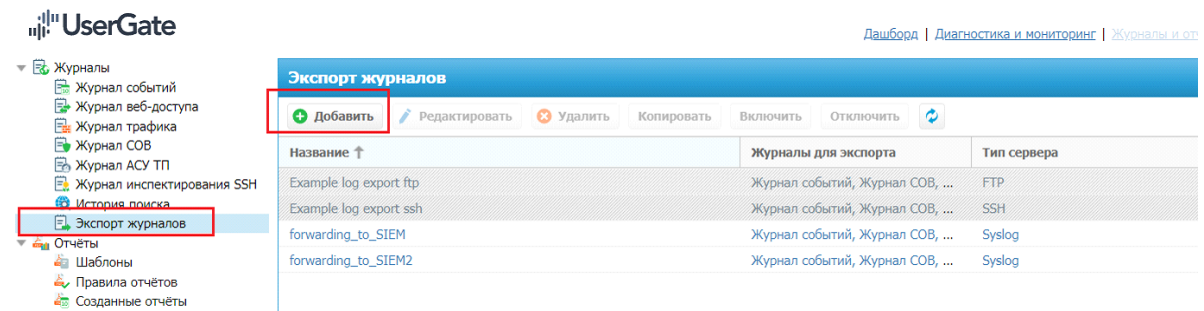 UserGate
Дашборд | Диагностика и мониторинг | Журналы и отч
Журналы
Журнал событий
Журнал веб-доступа
Журнал трафика
Журнал СОВ
Журнал АСУ ТП
Журнал инспектирования SSH
История поиска
Экспорт журналов
Отчёты
Шаблоны
Правила отчётов
Созданные отчёты
Экспорт журналов
Добавить Редактировать Удалить Копировать Включить Отключить
Название Журналы для экспорта Тип сервера
Example log export ftp Журнал событий, Журнал СОВ, ... FTP
Example log export ssh Журнал событий, Журнал СОВ, ... SSH
forwarding_to_SIEM Журнал событий, Журнал СОВ, ... Syslog
forwarding_to_SIEM2 Журнал событий, Журнал СОВ, ... Syslog